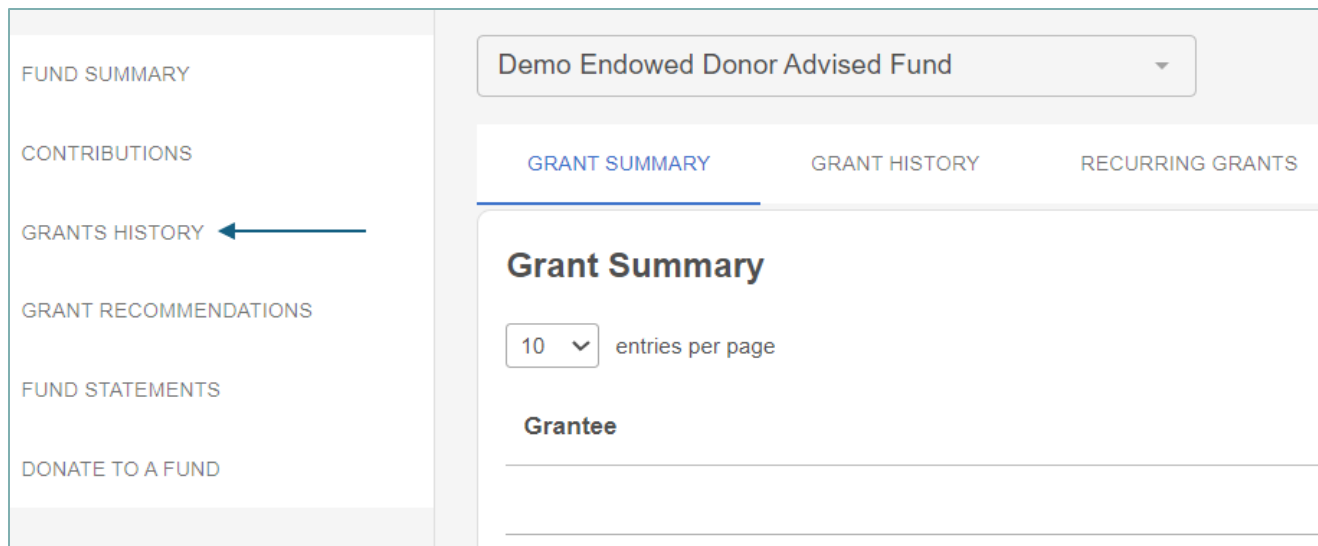 FUND SUMMARY
CONTRIBUTIONS
GRANTS HISTORY
GRANT RECOMMENDATIONS
FUND STATEMENTS
DONATE TO A FUND
Demo Endowed Donor Advised Fund
GRANT SUMMARY GRANT HISTORY RECURRING GRANTS
Grant Summary
10 entries per page
Grantee